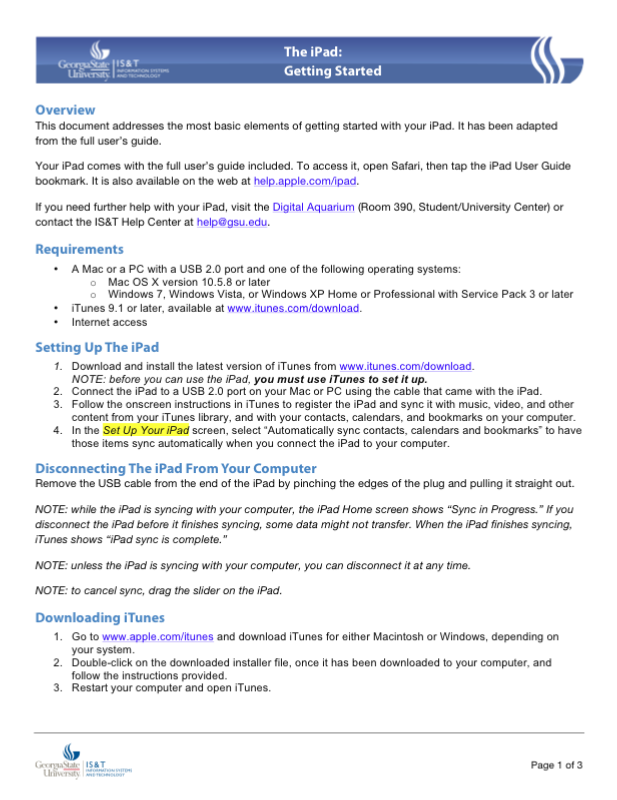 GeorgiaState University
IS&T
INFORMATION SYSTEMS
AND TECHNOLOGY
The iPad:
Getting Started
Overview
This document addresses the most basic elements of getting started with your iPad. It has been adapted
from the full user's guide.
Your iPad comes with the full user's guide included. To access it, open Safari, then tap the iPad User Guide
bookmark. It is also available on the web at help.apple.com/ipad.
If you need further help with your iPad, visit the Digital Aquarium (Room 390, Student/University Center) or
contact the IS&T Help Center at help@gsu.edu.
Requirements
• A Mac or a PC with a USB 2.0 port and one of the following operating systems:
o Mac OS X version 10.5.8 or later
o Windows 7, Windows Vista, or Windows XP Home or Professional with Service Pack 3 or later
• iTunes 9.1 or later, available at www.itunes.com/download.
• Internet access
Setting Up The iPad
1. Download and install the latest version of iTunes from www.itunes.com/download.
NOTE: before you can use the iPad, you must use iTunes to set it up.
2. Connect the iPad to a USB 2.0 port on your Mac or PC using the cable that came with the iPad.
3. Follow the onscreen instructions in iTunes to register the iPad and sync it with music, video, and other
content from your iTunes library, and with your contacts, calendars, and bookmarks on your computer.
4. In the Set Up Your iPad screen, select "Automatically sync contacts, calendars and bookmarks" to have
those items sync automatically when you connect the iPad to your computer.
Disconnecting The iPad From Your Computer
Remove the USB cable from the end of the iPad by pinching the edges of the plug and pulling it straight out.
NOTE: while the iPad is syncing with your computer, the iPad Home screen shows "Sync in Progress." If you
disconnect the iPad before it finishes syncing, some data might not transfer. When the iPad finishes syncing,
iTunes shows "iPad sync is complete."
NOTE: unless the iPad is syncing with your computer, you can disconnect it at any time.
NOTE: to cancel sync, drag the slider on the iPad.
Downloading iTunes
1. Go to www.apple.com/itunes and download iTunes for either Macintosh or Windows, depending on
your system.
2. Double-click on the downloaded installer file, once it has been downloaded to your computer, and
follow the instructions provided.
3. Restart your computer and open iTunes.
GeorgiaState University
IS&T
INFORMATION SYSTEMS
AND TECHNOLOGY
Page 1 of 3